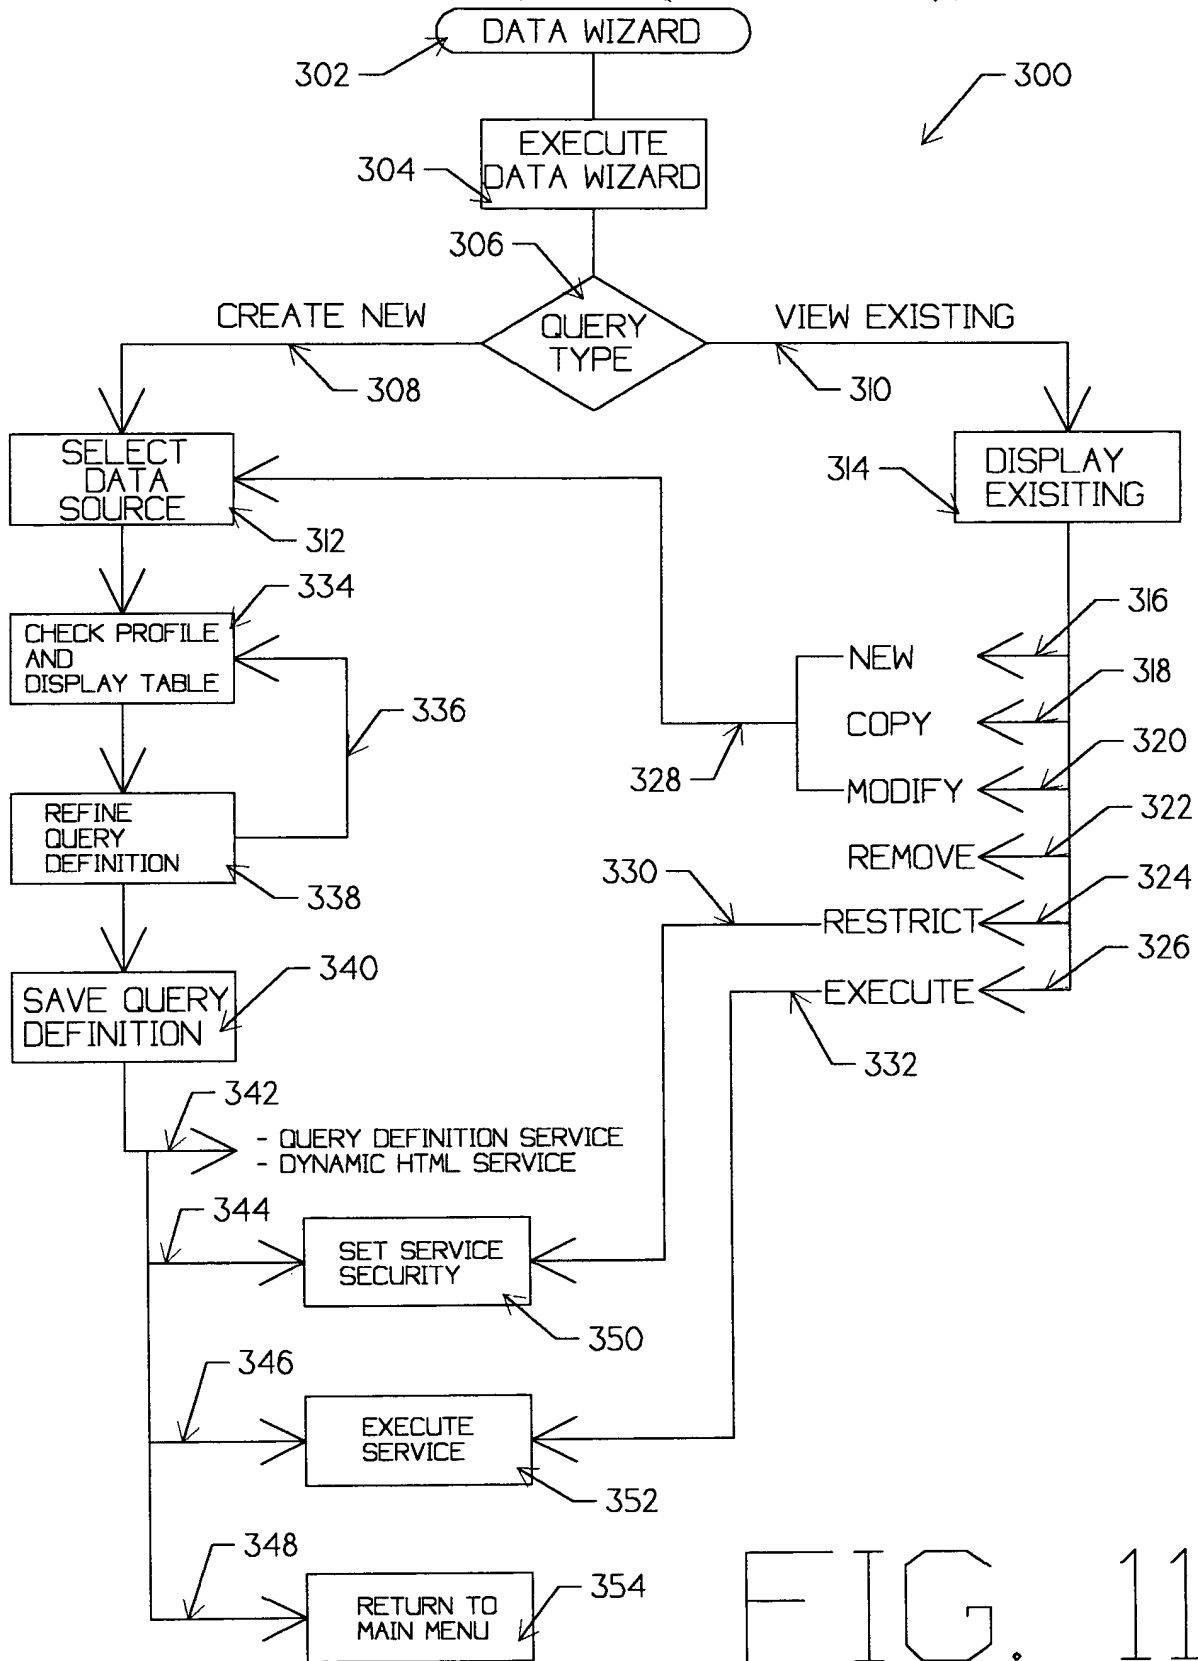 DATA WIZARD
302
300
EXECUTE
DATA WIZARD
304
306
CREATE NEW
QUERY
TYPE
VIEW EXISTING
308
310
SELECT
DATA
SOURCE
312
314
DISPLAY
EXISITING
334
CHECK PROFILE
AND
DISPLAY TABLE
336
316
NEW
318
COPY
320
328
MODIFY
322
REMOVE
REFINE
QUERY
DEFINITION
338
330
324
RESTRICT
326
EXECUTE
332
340
SAVE QUERY
DEFINITION
342
- QUERY DEFINITION SERVICE
- DYNAMIC HTML SERVICE
344
SET SERVICE
SECURITY
350
346
EXECUTE
SERVICE
352
348
RETURN TO
MAIN MENU
354
FIG. 11